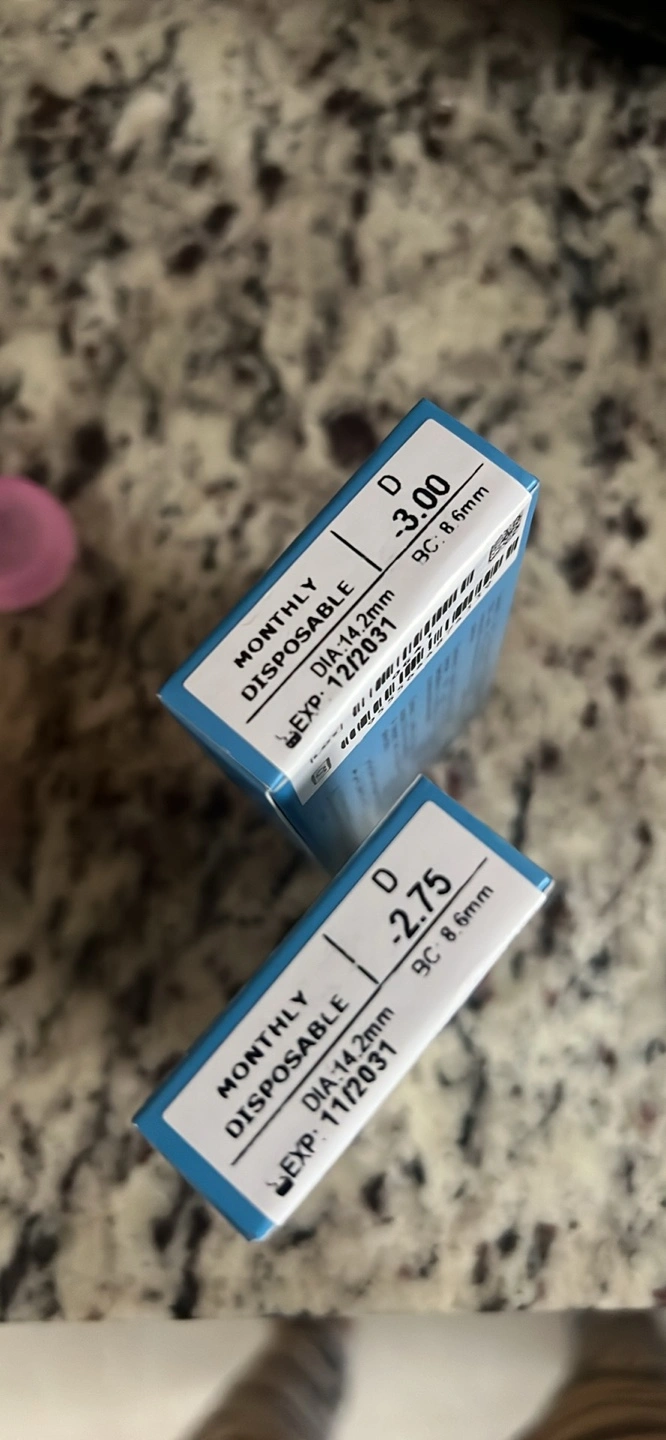 D
-3.00
MONTHLY
DISPOSABLE
BC: 8.6mm
DIA:14.2mm
EXP: 12/2031
D
-2.75
MONTHLY
DISPOSABLE
BC: 8.6mm
DIA:14.2mm
EXP: 11/2031